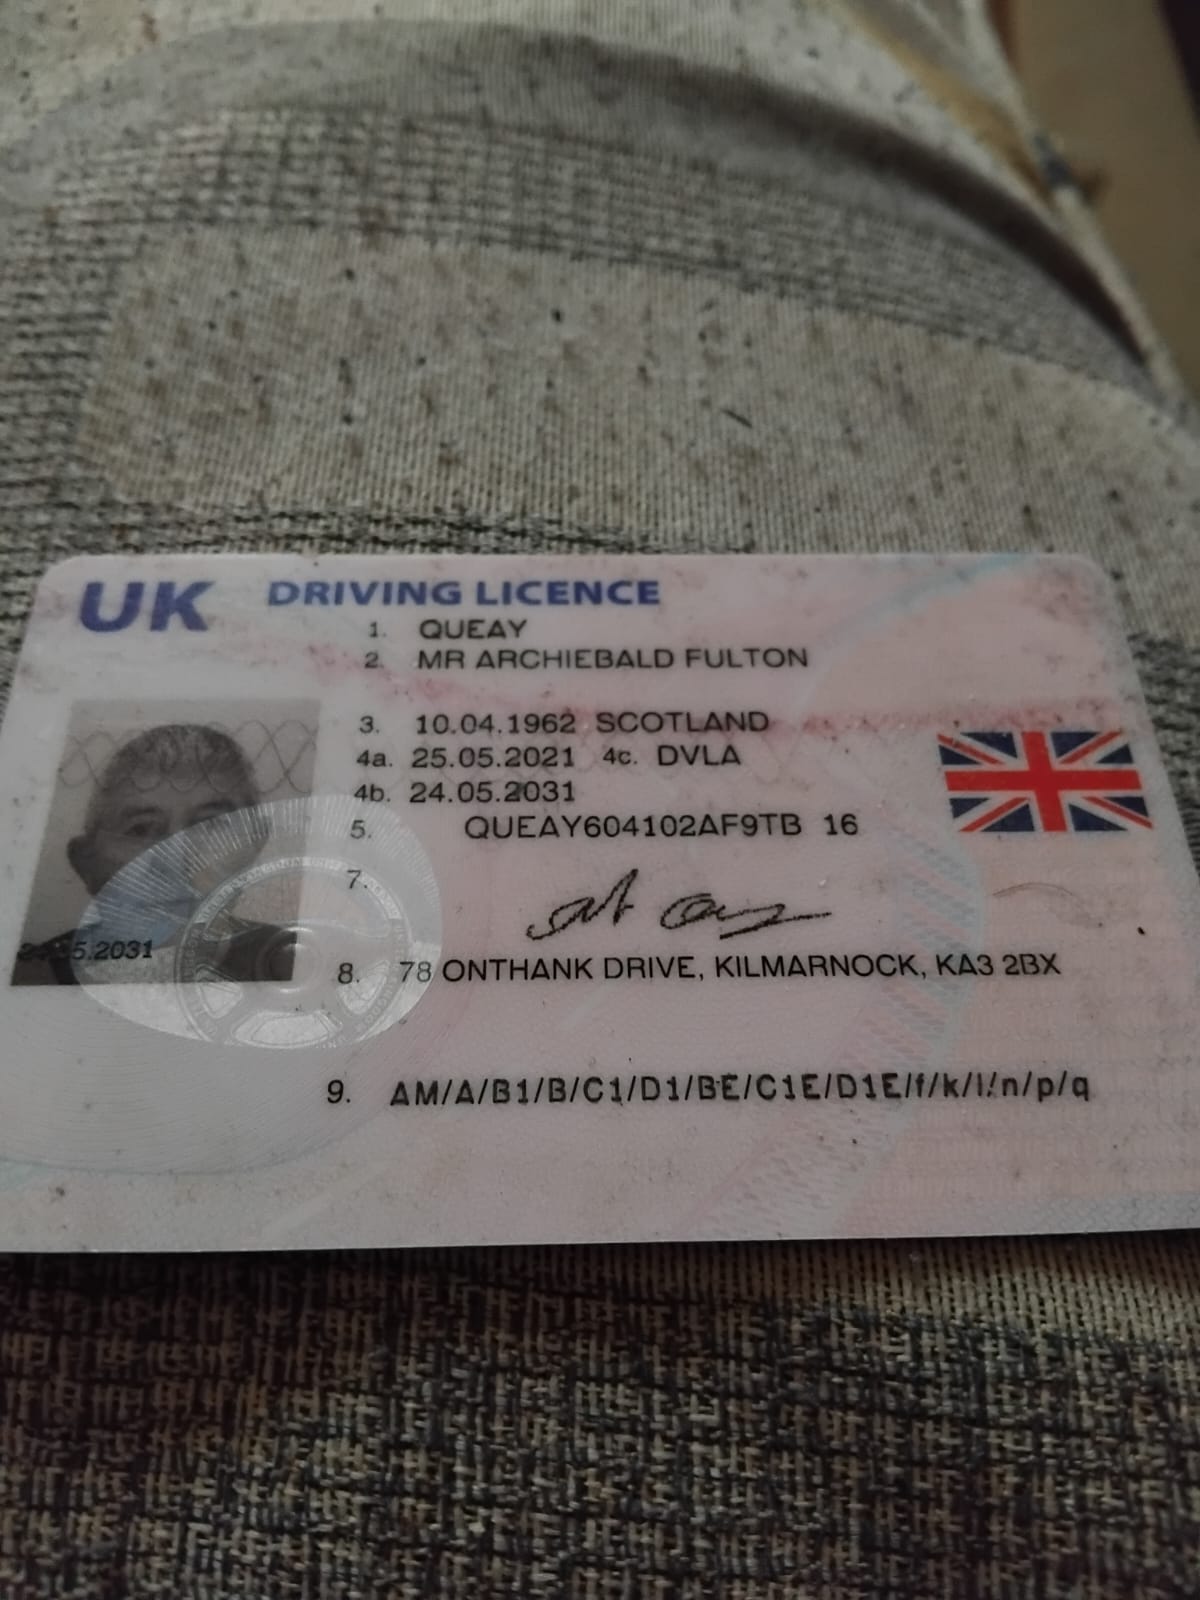 UK DRIVING LICENCE
1. QUEAY
2. MR ARCHIEBALD FULTON
3. 10.04.1962 SCOTLAND
4a. 25.05.2021 4c. DVLA
4b. 24.05.2031
5. QUEAY604102AF9TB 16
7.
5.2031
8. 78 ONTHANK DRIVE, KILMARNOCK, KA3 2BX
9. AM/A/B1/B/C1/D1/BE/C1E/D1E/f/k/l/n/p/q